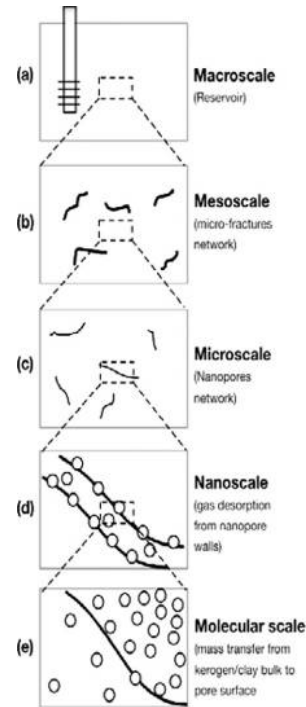 (a)
Macroscale
(Reservoir)
(b)
Mesoscale
(micro-fractures
network)
(c)
Microscale
(Nanopores
network)
(d)
Nanoscale
(gas desorption
from nanopore
walls)
(e)
Molecular scale
(mass transfer from
kerogen/clay bulk to
pore surface)